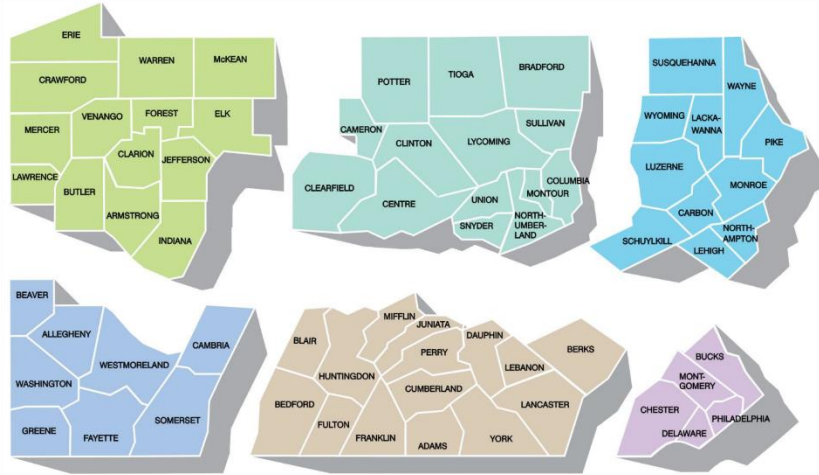 ERIE
WARREN
McKEAN
CRAWFORD
VENANGO
FOREST
ELK
MERCER
CLARION
JEFFERSON
LAWRENCE
BUTLER
ARMSTRONG
INDIANA
POTTER
TIOGA
BRADFORD
CAMERON
CLINTON
LYCOMING
SULLIVAN
CLEARFIELD
CENTRE
UNION
MONTOUR
COLUMBIA
SNYDER
NORTH-
UMBER-
LAND
SUSQUEHANNA
WAYNE
WYOMING
LACKA-
WANNA
PIKE
LUZERNE
MONROE
CARBON
SCHUYLKILL
LEHIGH
NORTH-
AMPTON
BEAVER
ALLEGHENY
WESTMORELAND
CAMBRIA
WASHINGTON
GREENE
FAYETTE
SOMERSET
MIFFLIN
JUNIATA
BLAIR
DAUPHIN
PERRY
LEBANON
BERKS
HUNTINGDON
CUMBERLAND
BEDFORD
LANCASTER
FULTON
FRANKLIN
ADAMS
YORK
BUCKS
MONT-
GOMERY
CHESTER
PHILADELPHIA
DELAWARE